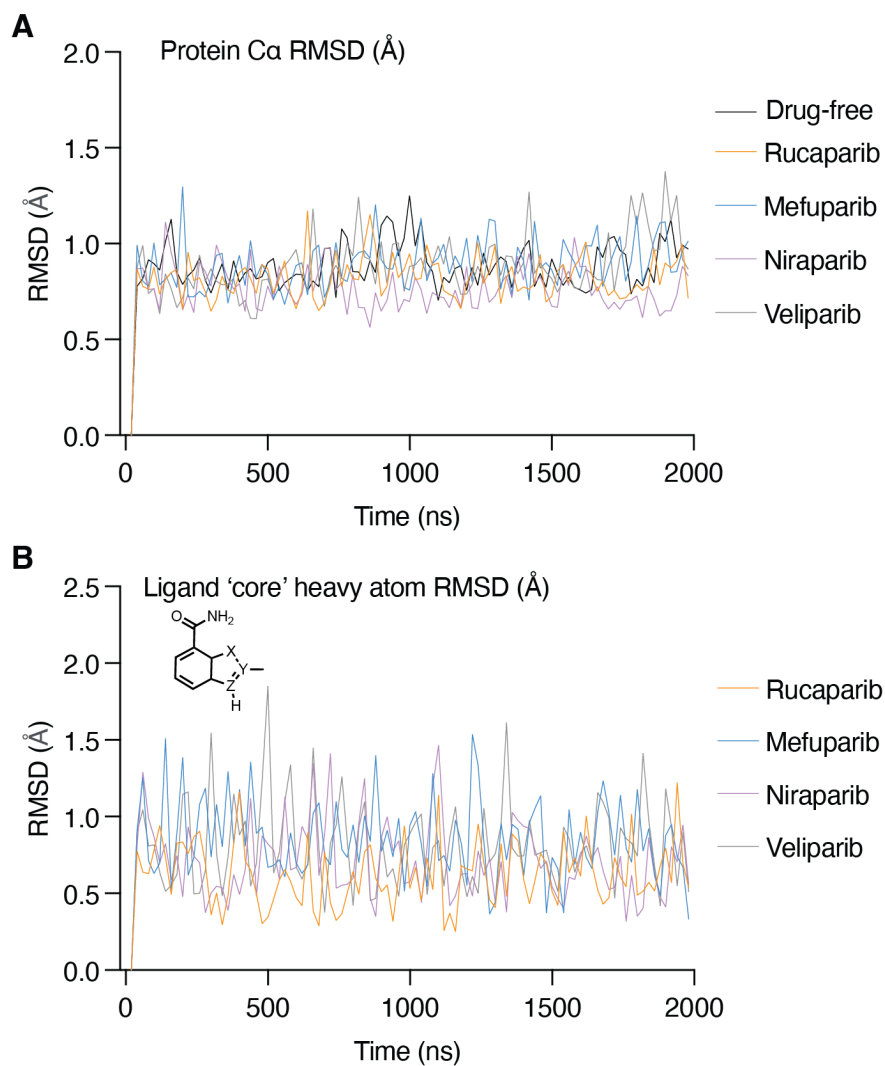 A
Protein Cα RMSD (Å)
2.0
1.5
1.0
0.5
0.0
RMSD (Å)
0 500 1000 1500 2000
Time (ns)
Drug-free
Rucaparib
Mefuparib
Niraparib
Veliparib
B
Ligand ‘core’ heavy atom RMSD (Å)
O NH2
X
Y
Z
H
2.5
2.0
1.5
1.0
0.5
0.0
RMSD (Å)
0 500 1000 1500 2000
Time (ns)
Rucaparib
Mefuparib
Niraparib
Veliparib